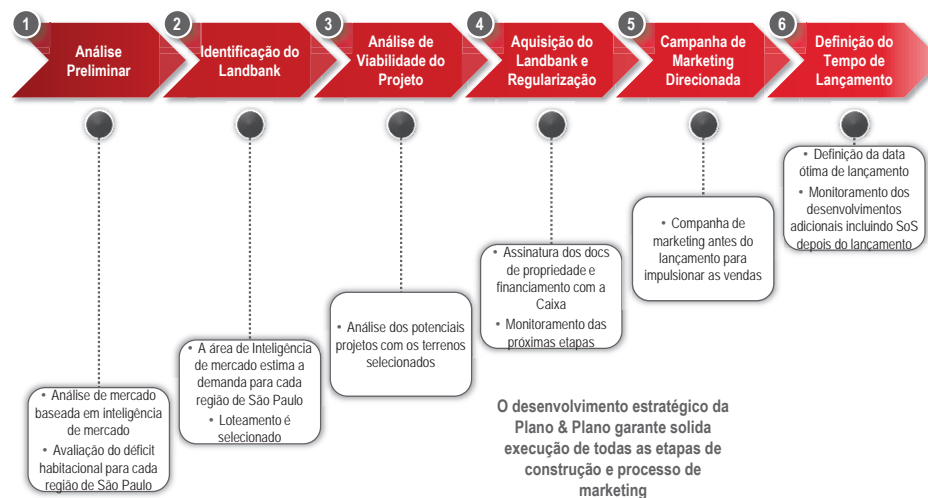 1
Análise
Preliminar
2
Identificação do
Landbank
3
Análise de
Viabilidade do
Projeto
4
Aquisição do
Landbank e
Regularização
5
Campanha de
Marketing
Direcionada
6
Definição do
Tempo de
Lançamento
• Análise de mercado
baseada em inteligência
de mercado
• Avaliação do déficit
habitacional para cada
região de São Paulo
• A área de Inteligência
de mercado estima a
demanda para cada
região de São Paulo
• Loteamento é
selecionado
• Análise dos potenciais
projetos com os terrenos
selecionados
• Assinatura dos docs
de propriedade e
financiamento com a
Caixa
• Monitoramento das
próximas etapas
• Companha de
marketing antes do
lançamento para
impulsionar as vendas
• Definição da data
ótima de lançamento
• Monitoramento dos
desenvolvimentos
adicionais incluindo SoS
depois do lançamento
O desenvolvimento estratégico da
Plano & Plano garante solida
execução de todas as etapas de
construção e processo de
marketing